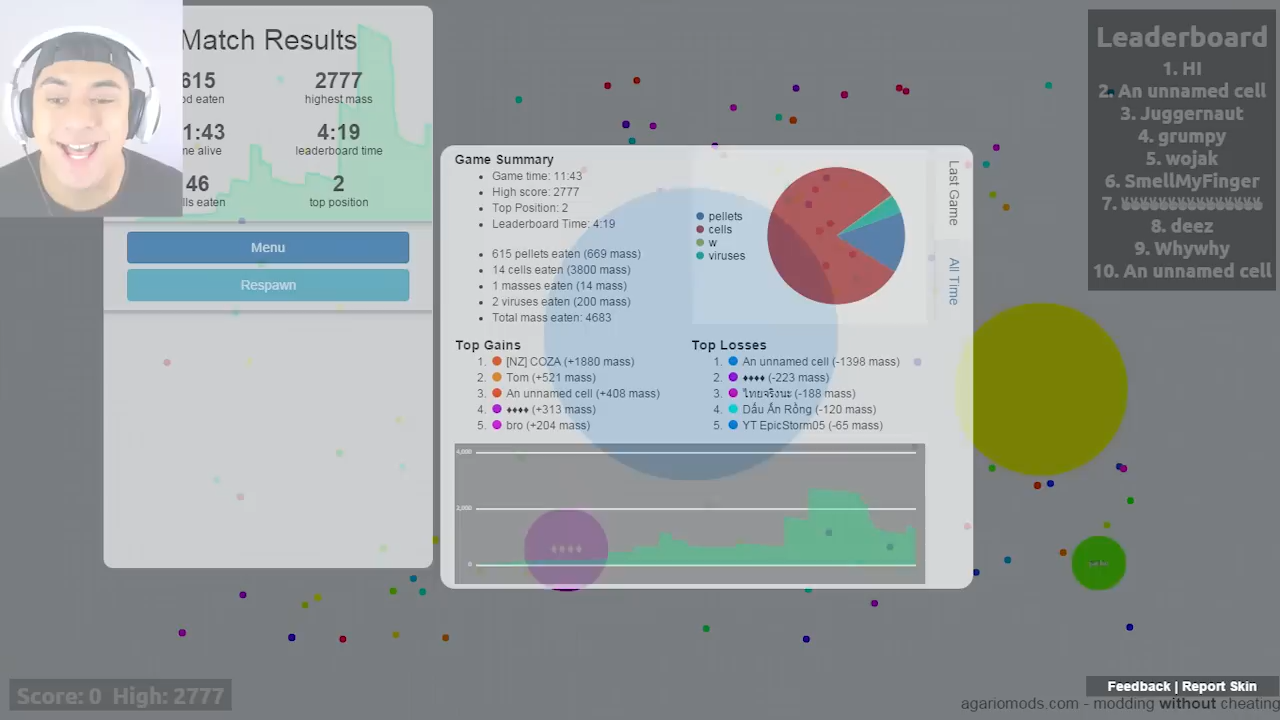 Match Results
615
2777
od eaten
highest mass
1:43
4:19
me alive
leaderboard time
46
2
lls eaten
top position
Menu
Respawn
Game Summary
Game time: 11:43
High score: 2777
Top Position: 2
Leaderboard Time: 4:19
615 pellets eaten (669 mass)
14 cells eaten (3800 mass)
1 masses eaten (14 mass)
2 viruses eaten (200 mass)
Total mass eaten: 4683
pellets
cells
w
viruses
Last Game
All Time
Top Gains
1. [NZ] COZA (+1880 mass)
2. Tom (+521 mass)
3. An unnamed cell (+408 mass)
4. ♦♦♦♦ (+313 mass)
5. bro (+204 mass)
Top Losses
1. An unnamed cell (-1398 mass)
2. ♦♦♦♦ (-223 mass)
3. ไทยจริงนะ (-188 mass)
4. Dấu Ấn Rồng (-120 mass)
5. YT EpicStorm05 (-65 mass)
4,000
2,000
0
♦♦♦♦
Leaderboard
1. HI
2. An unnamed cell
3. Juggernaut
4. grumpy
5. wojak
6. SmellMyFinger
7.
8. deez
9. Whywhy
10. An unnamed cell
Score: 0 High: 2777
Feedback | Report Skin
agariomods.com - modding without cheating